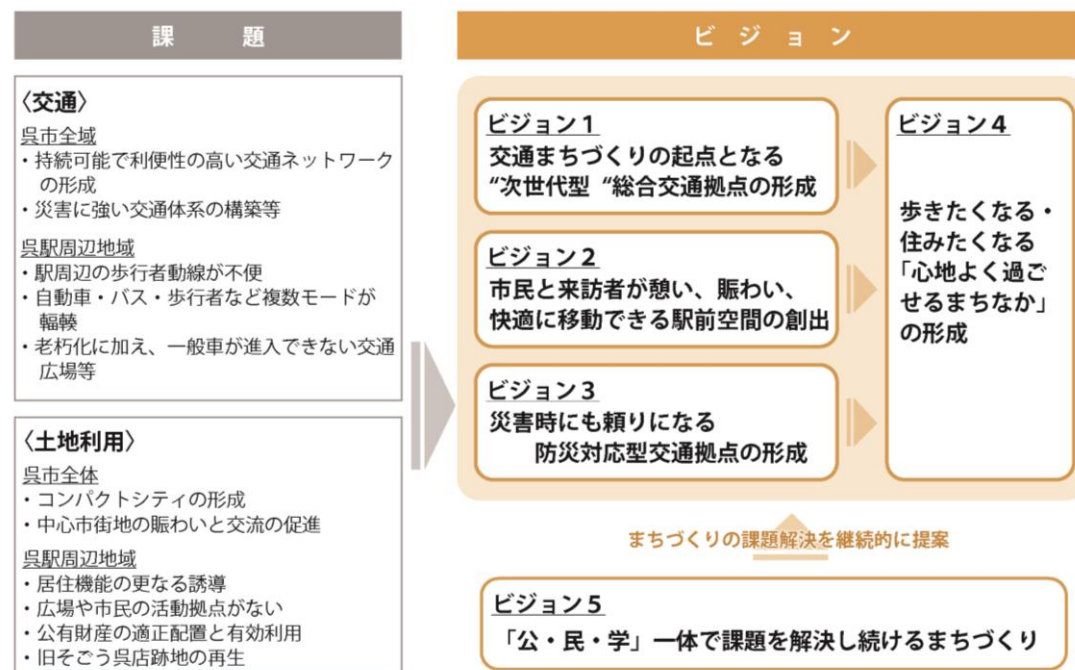 課題
〈交通〉
呉市全域
・持続可能で利便性の高い交通ネットワーク
の形成
・災害に強い交通体系の構築等
呉駅周辺地域
・駅周辺の歩行者動線が不便
・自動車・バス・歩行者など複数モードが
輻輳
・老朽化に加え、一般車が進入できない交通
広場等
〈土地利用〉
呉市全体
・コンパクトシティの形成
・中心市街地の賑わいと交流の促進
呉駅周辺地域
・居住機能の更なる誘導
・広場や市民の活動拠点がない
・公有財産の適正配置と有効利用
・旧そごう呉店跡地の再生
ビジョン
ビジョン1
交通まちづくりの起点となる
“次世代型 “総合交通拠点の形成
ビジョン2
市民と来訪者が憩い、賑わい、
快適に移動できる駅前空間の創出
ビジョン3
災害時にも頼りになる
防災対応型交通拠点の形成
ビジョン4
歩きたくなる・
住みたくなる
「心地よく過ご
せるまちなか」
の形成
まちづくりの課題解決を継続的に提案
ビジョン5
「公・民・学」一体で課題を解決し続けるまちづくり